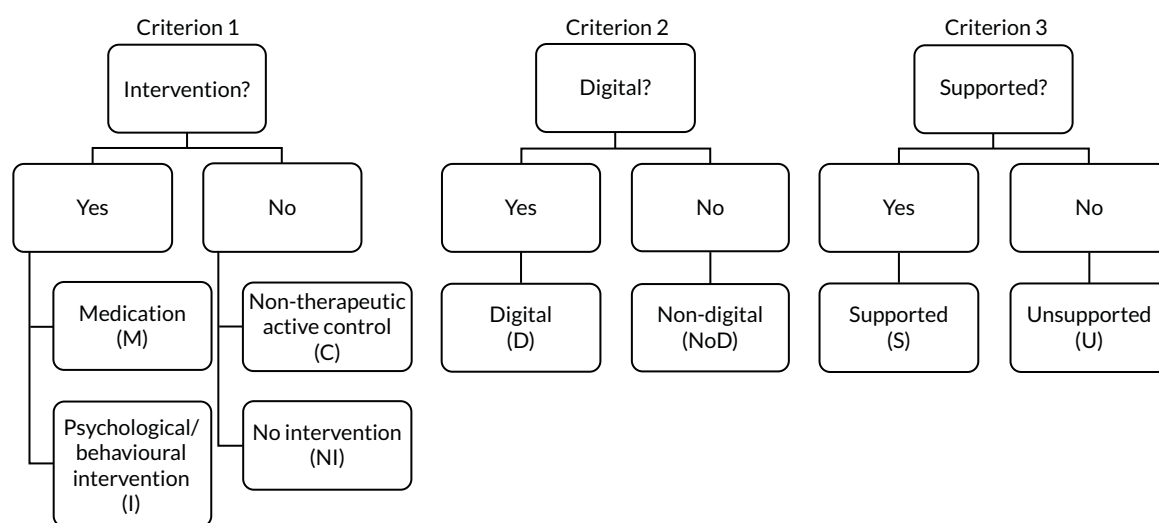 Criterion 1
Intervention?
Yes
No
Medication
(M)
Non-therapeutic
active control
(C)
Psychological/
behavioural
intervention
(I)
No intervention
(NI)
Criterion 2
Digital?
Yes
No
Digital
(D)
Non-digital
(NoD)
Criterion 3
Supported?
Yes
No
Supported
(S)
Unsupported
(U)